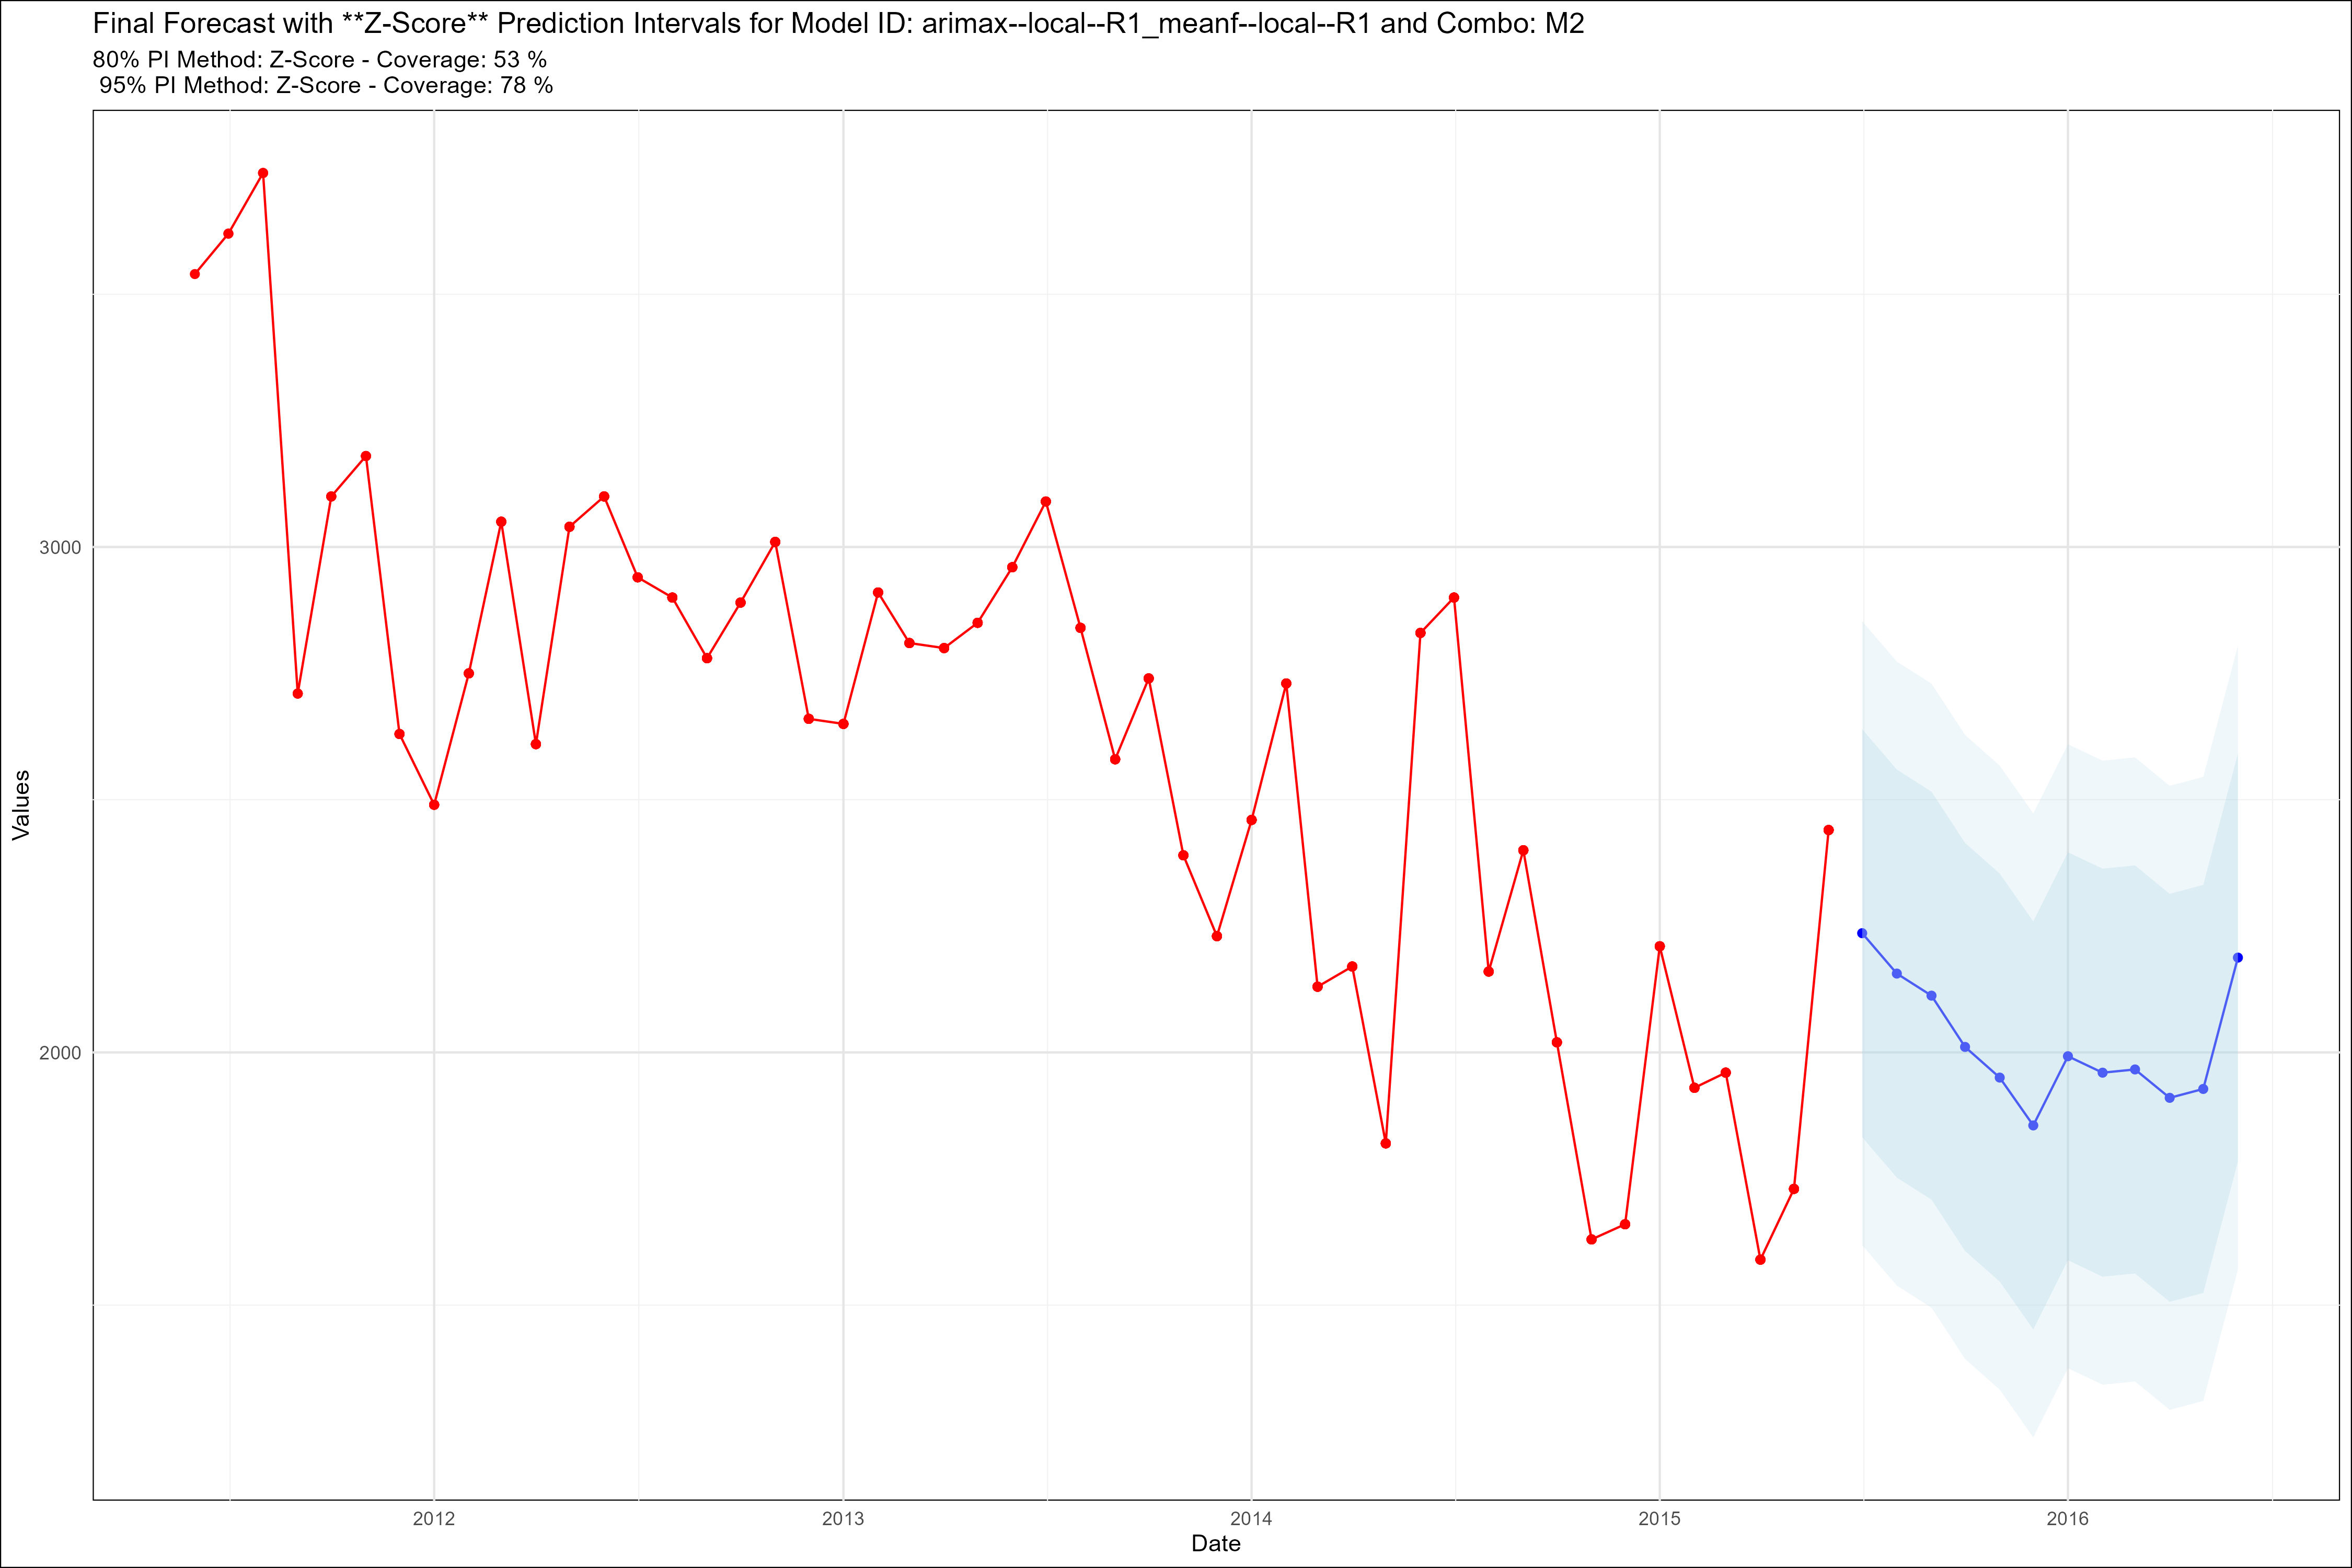 Final Forecast with **Z-Score** Prediction Intervals for Model ID: arimax--local--R1_meanf--local--R1 and Combo: M2
80% PI Method: Z-Score - Coverage: 53 %
95% PI Method: Z-Score - Coverage: 78 %
3000
Values
2000
2012
2013
2014
2015
2016
Date